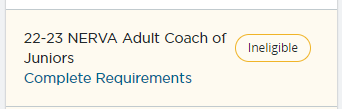 22-23 NERVA Adult Coach of
Juniors
Ineligible
Complete Requirements